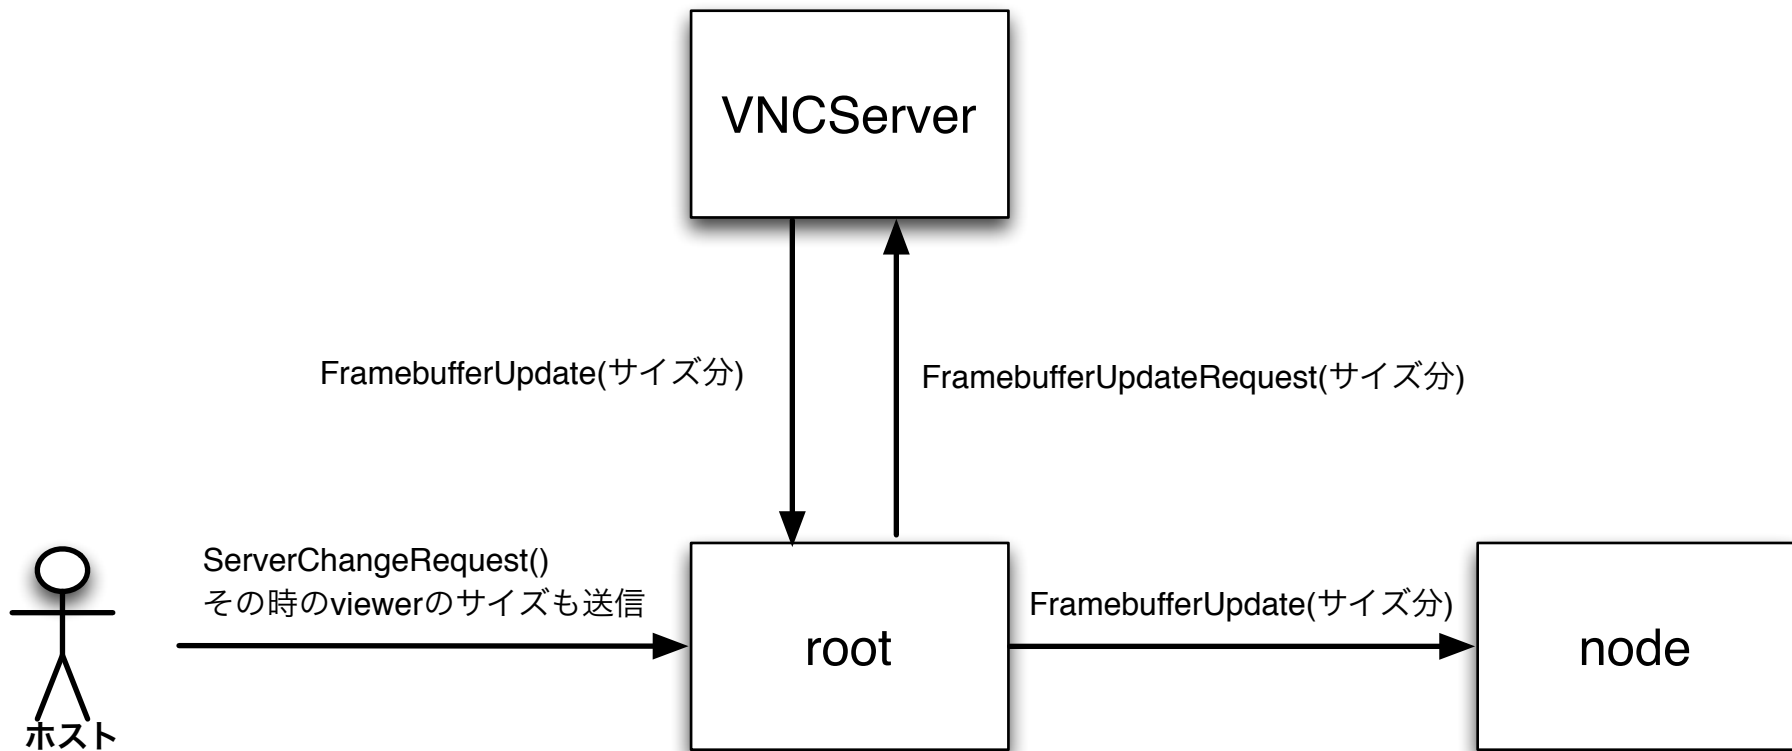 VNCServer
FramebufferUpdate(サイズ分)
FramebufferUpdateRequest(サイズ分)
ServerChangeRequest()
その時のviewerのサイズも送信
FramebufferUpdate(サイズ分)
root
node
ホスト